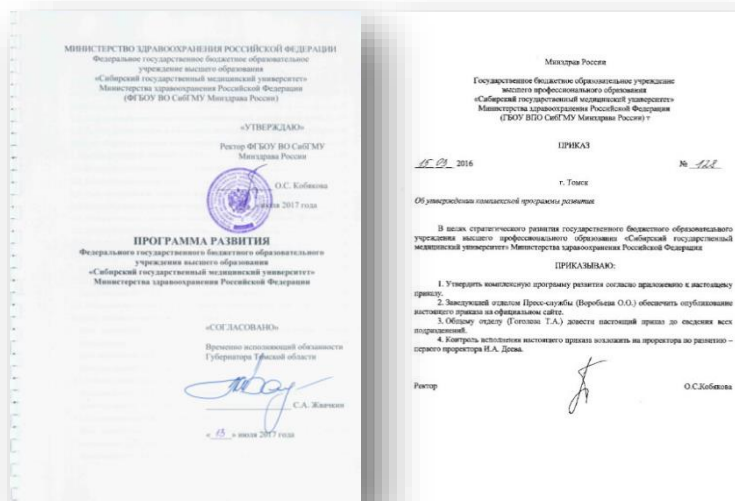 МИНИСТЕРСТВО ЗДРАВООХРАНЕНИЯ РОССИЙСКОЙ ФЕДЕРАЦИИ
Федеральное государственное бюджетное образовательное
учреждение высшего образования
«Сибирский государственный медицинский университет»
Министерства здравоохранения Российской Федерации
(ФГБОУ ВО СибГМУ Минздрава России)
«УТВЕРЖДАЮ»
Ректор ФГБОУ ВО СибГМУ
Минздрава России
О.С. Кобякова
июля 2017 года
ПРОГРАММА РАЗВИТИЯ
Федерального государственного бюджетного образовательного
учреждения высшего образования
«Сибирский государственный медицинский университет»
Министерства здравоохранения Российской Федерации
«СОГЛАСОВАНО»
Временно исполняющий обязанности
Губернатора Томской области
С.А. Жвачкин
« 13 » июля 2017 года
Минздрав России
Государственное бюджетное образовательное учреждение
высшего профессионального образования
«Сибирский государственный медицинский университет»
Министерства здравоохранения Российской Федерации
(ГБОУ ВПО СибГМУ Минздрава России) т
ПРИКАЗ
15 03 2016 № 128
г. Томск
Об утверждении комплексной программы развития
В целях стратегического развития государственного бюджетного образовательного
учреждения высшего профессионального образования «Сибирский государственный
медицинский университет» Министерства здравоохранения Российской Федерации
ПРИКАЗЫВАЮ:
1. Утвердить комплексную программу развития согласно приложению к настоящему
приказу.
2. Заведующей отделом Пресс-службы (Воробьева О.О.) обеспечить опубликование
настоящего приказа на официальном сайте.
3. Общему отделу (Гоголева Т.А.) довести настоящий приказ до сведения всех
подразделений.
4. Контроль исполнения настоящего приказа возложить на проректора по развитию –
первого проректора И.А. Деева.
Ректор О.С.Кобякова